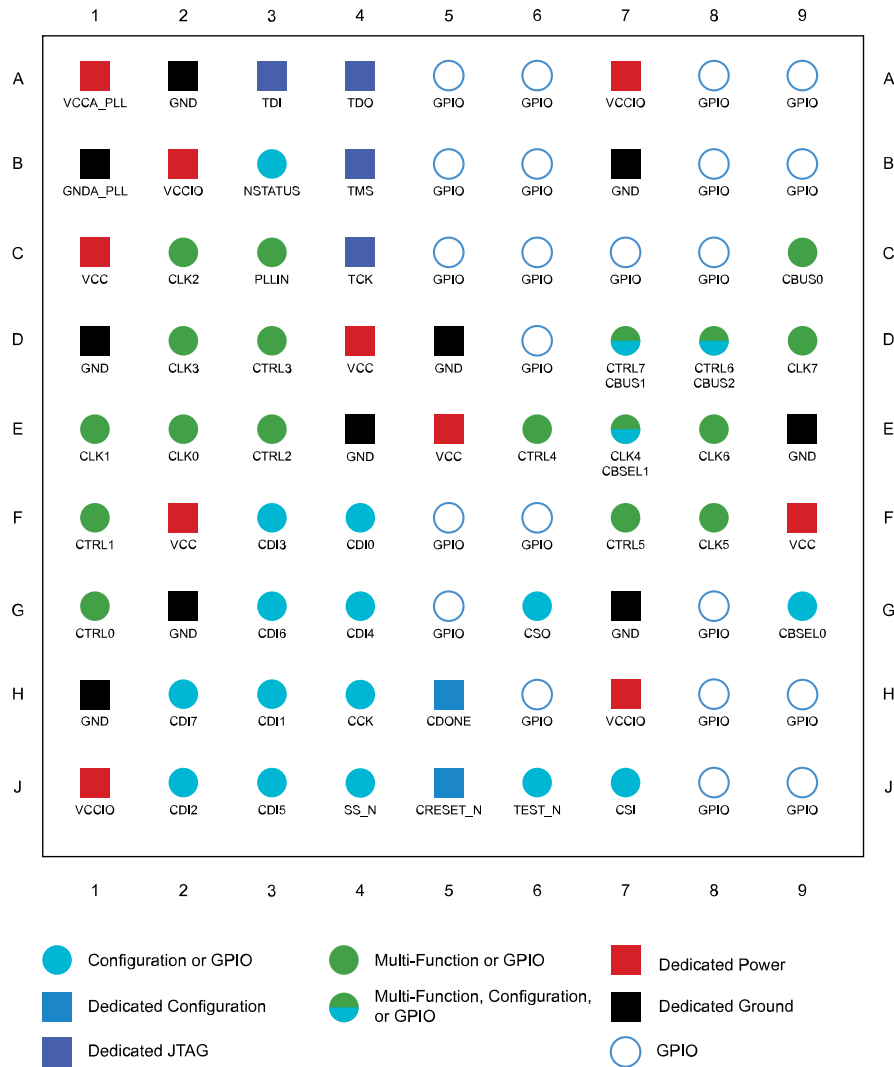 1 2 3 4 5 6 7 8 9
A A
VCCA_PLL GND TDI TDO GPIO GPIO VCCIO GPIO GPIO
B B
GNDA_PLL VCCIO NSTATUS TMS GPIO GPIO GND GPIO GPIO
C C
VCC CLK2 PLLIN TCK GPIO GPIO GPIO GPIO CBUS0
D D
GND CLK3 CTRL3 VCC GND GPIO CTRL7 CTRL6 CLK7
CBUS1 CBUS2
E E
CLK1 CLK0 CTRL2 GND VCC CTRL4 CLK4 CLK6 GND
CBSEL1
F F
CTRL1 VCC CDI3 CDI0 GPIO GPIO CTRL5 CLK5 VCC
G G
CTRL0 GND CDI6 CDI4 GPIO CSO GND GPIO CBSEL0
H H
GND CDI7 CDI1 CCK CDONE GPIO VCCIO GPIO GPIO
J J
VCCIO CDI2 CDI5 SS_N CRESET_N TEST_N CSI GPIO GPIO
1 2 3 4 5 6 7 8 9
Configuration or GPIO Multi-Function or GPIO Dedicated Power
Dedicated Configuration Multi-Function, Configuration, Dedicated Ground
or GPIO
Dedicated JTAG GPIO